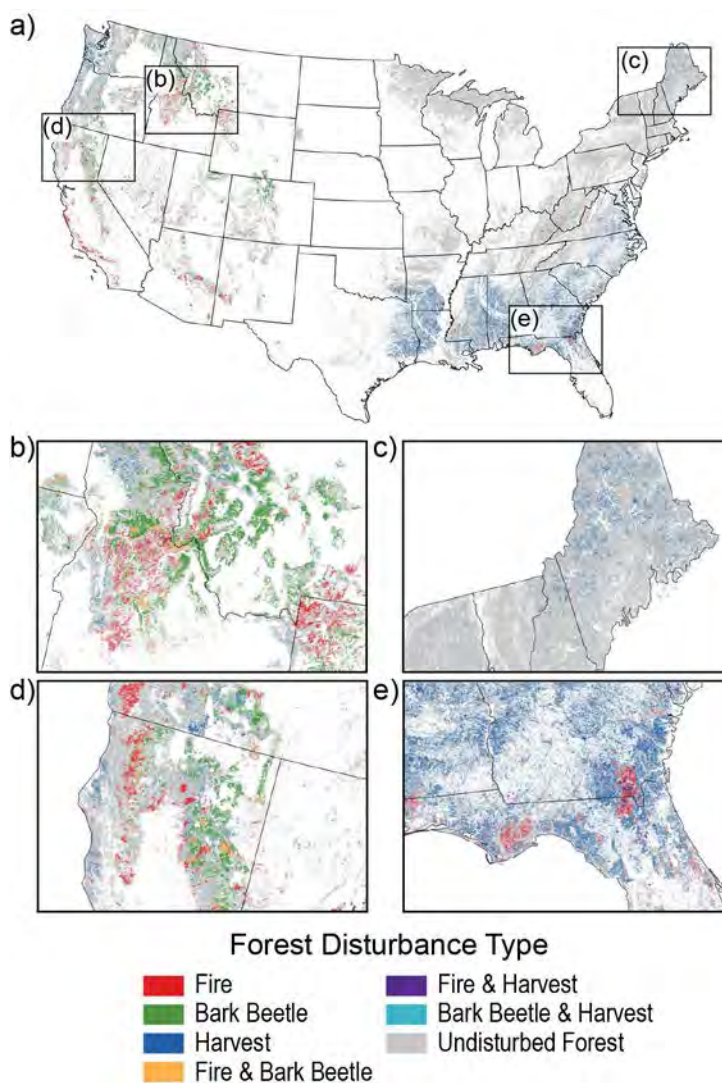 a)
(b)
(c)
(d)
(e)
b)
c)
d)
e)
Forest Disturbance Type
Fire
Fire & Harvest
Bark Beetle
Bark Beetle & Harvest
Harvest
Undisturbed Forest
Fire & Bark Beetle